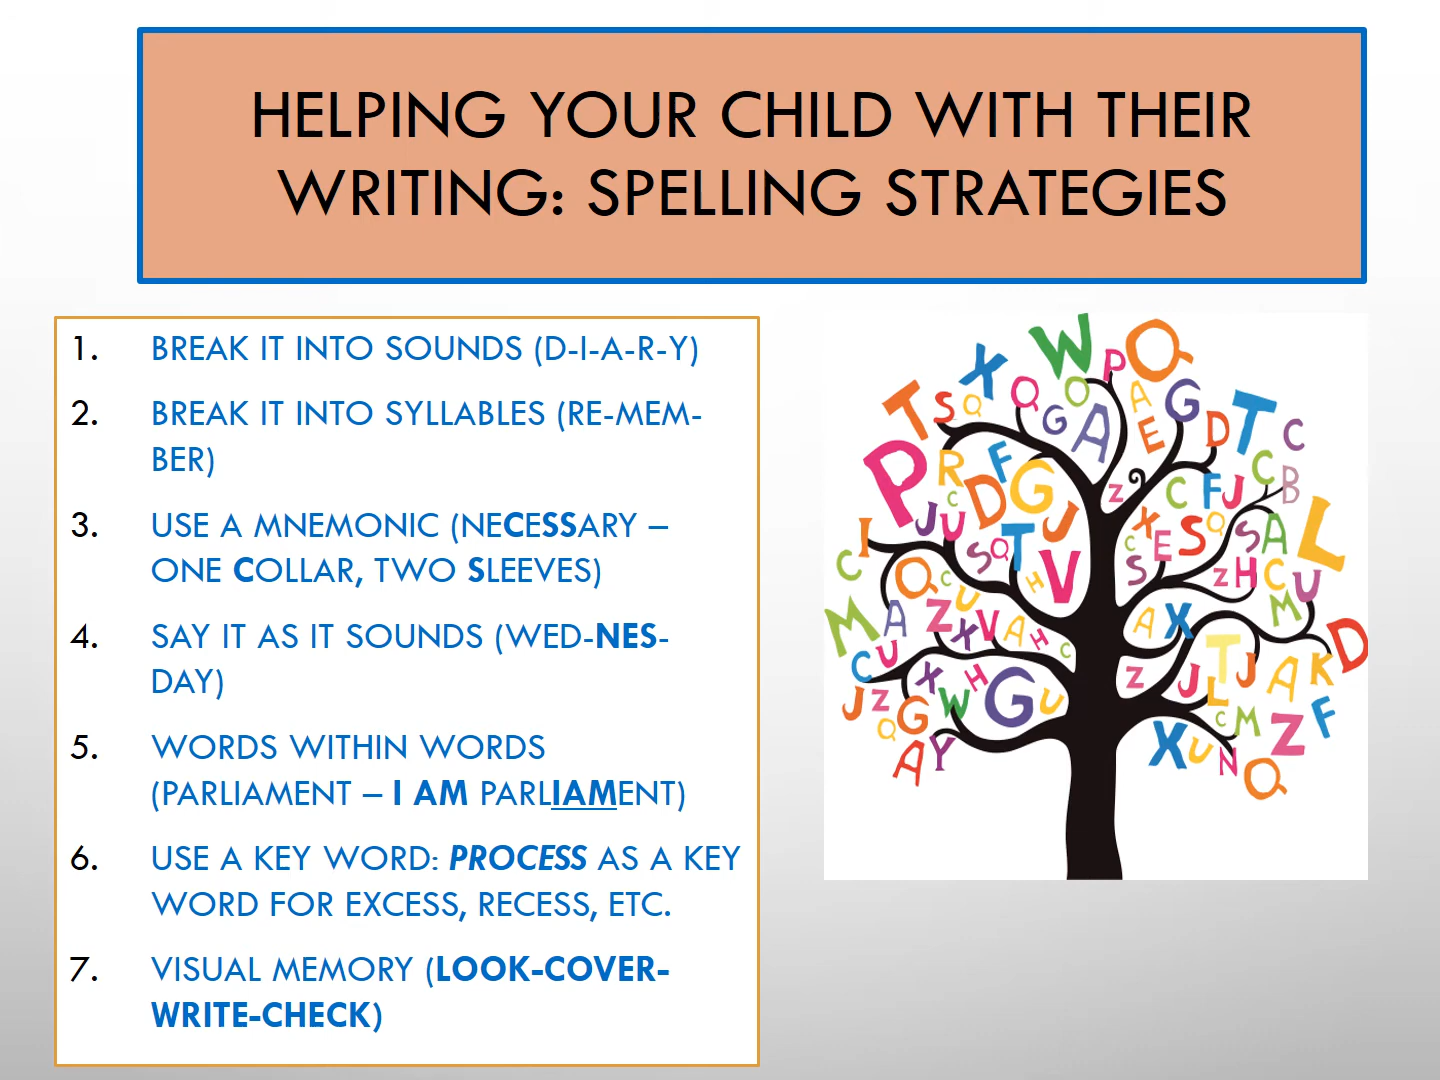 HELPING YOUR CHILD WITH THEIR
WRITING: SPELLING STRATEGIES
1. BREAK IT INTO SOUNDS (D-I-A-R-Y)
2. BREAK IT INTO SYLLABLES (RE-MEM-
BER)
3. USE A MNEMONIC (NECESSARY –
ONE COLLAR, TWO SLEEVES)
4. SAY IT AS IT SOUNDS (WED-NES-
DAY)
5. WORDS WITHIN WORDS
(PARLIAMENT – I AM PARLIAMENT)
6. USE A KEY WORD: PROCESS AS A KEY
WORD FOR EXCESS, RECESS, ETC.
7. VISUAL MEMORY (LOOK-COVER-
WRITE-CHECK)